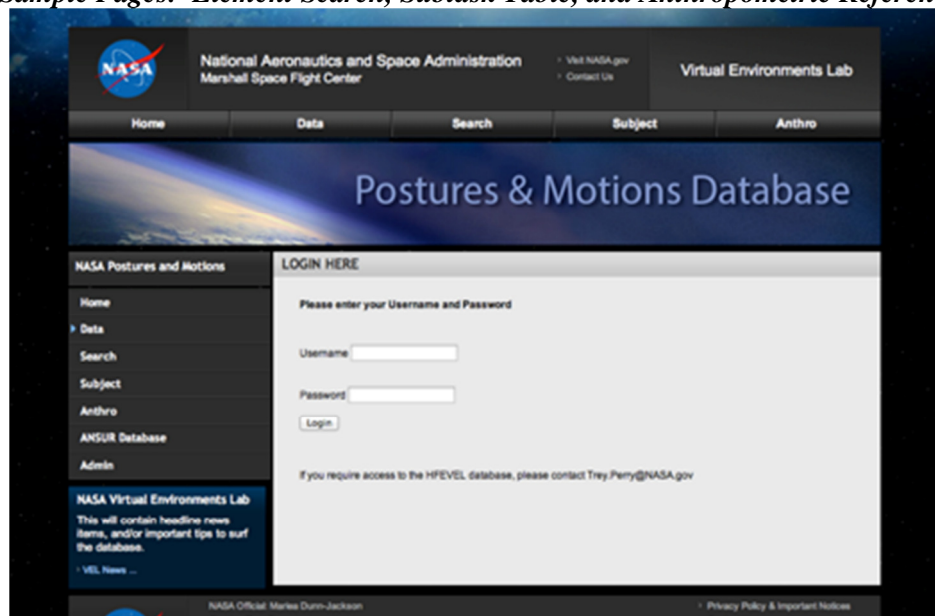 Sample Pages: Element Search, Subtask Table, and Anthropometric Referen
NASA
National Aeronautics and Space Administration
Marshall Space Flight Center
Visit NASA.gov
Contact Us
Virtual Environments Lab
Home Data Search Subject Anthro
Postures & Motions Database
NASA Postures and Motions
Home
Data
Search
Subject
Anthro
ANSUR Database
Admin
NASA Virtual Environments Lab
This will contain headline news
items, and/or important tips to surf
the database.
VEL News ...
LOGIN HERE
Please enter your Username and Password
Username
Password
Login
If you require access to the HFEVEL database, please contact Trey.Perry@NASA.gov
NASA Official: Marlea Dunn-Jackson
Privacy Policy & Important Notices